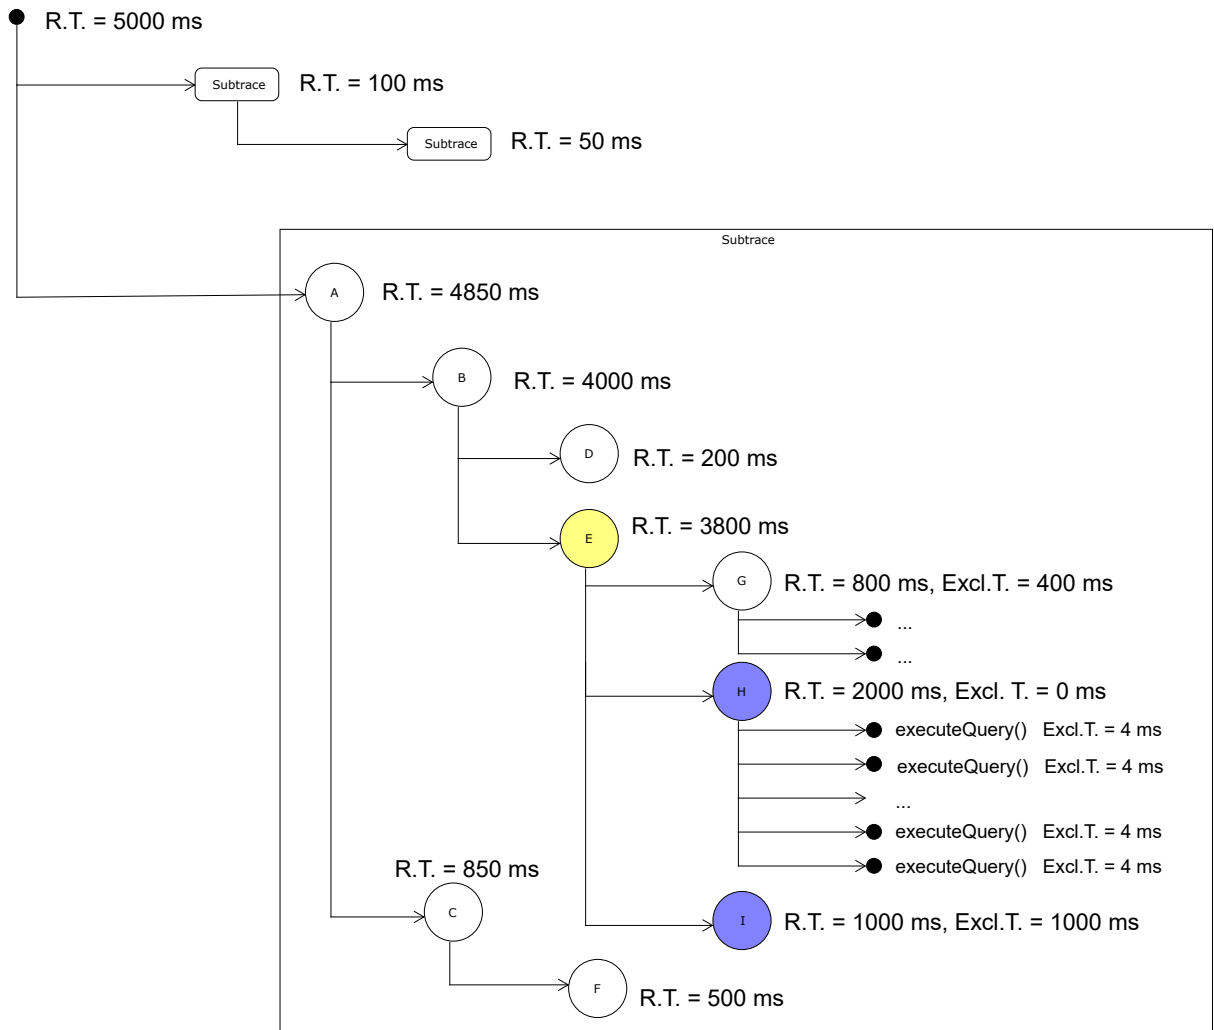 R.T. = 5000 ms
Subtrace R.T. = 100 ms
Subtrace R.T. = 50 ms
Subtrace
A R.T. = 4850 ms
B R.T. = 4000 ms
D R.T. = 200 ms
E R.T. = 3800 ms
G R.T. = 800 ms, Excl.T. = 400 ms
...
...
H R.T. = 2000 ms, Excl. T. = 0 ms
executeQuery() Excl.T. = 4 ms
executeQuery() Excl.T. = 4 ms
...
executeQuery() Excl.T. = 4 ms
executeQuery() Excl.T. = 4 ms
R.T. = 850 ms
C
I R.T. = 1000 ms, Excl.T. = 1000 ms
F R.T. = 500 ms